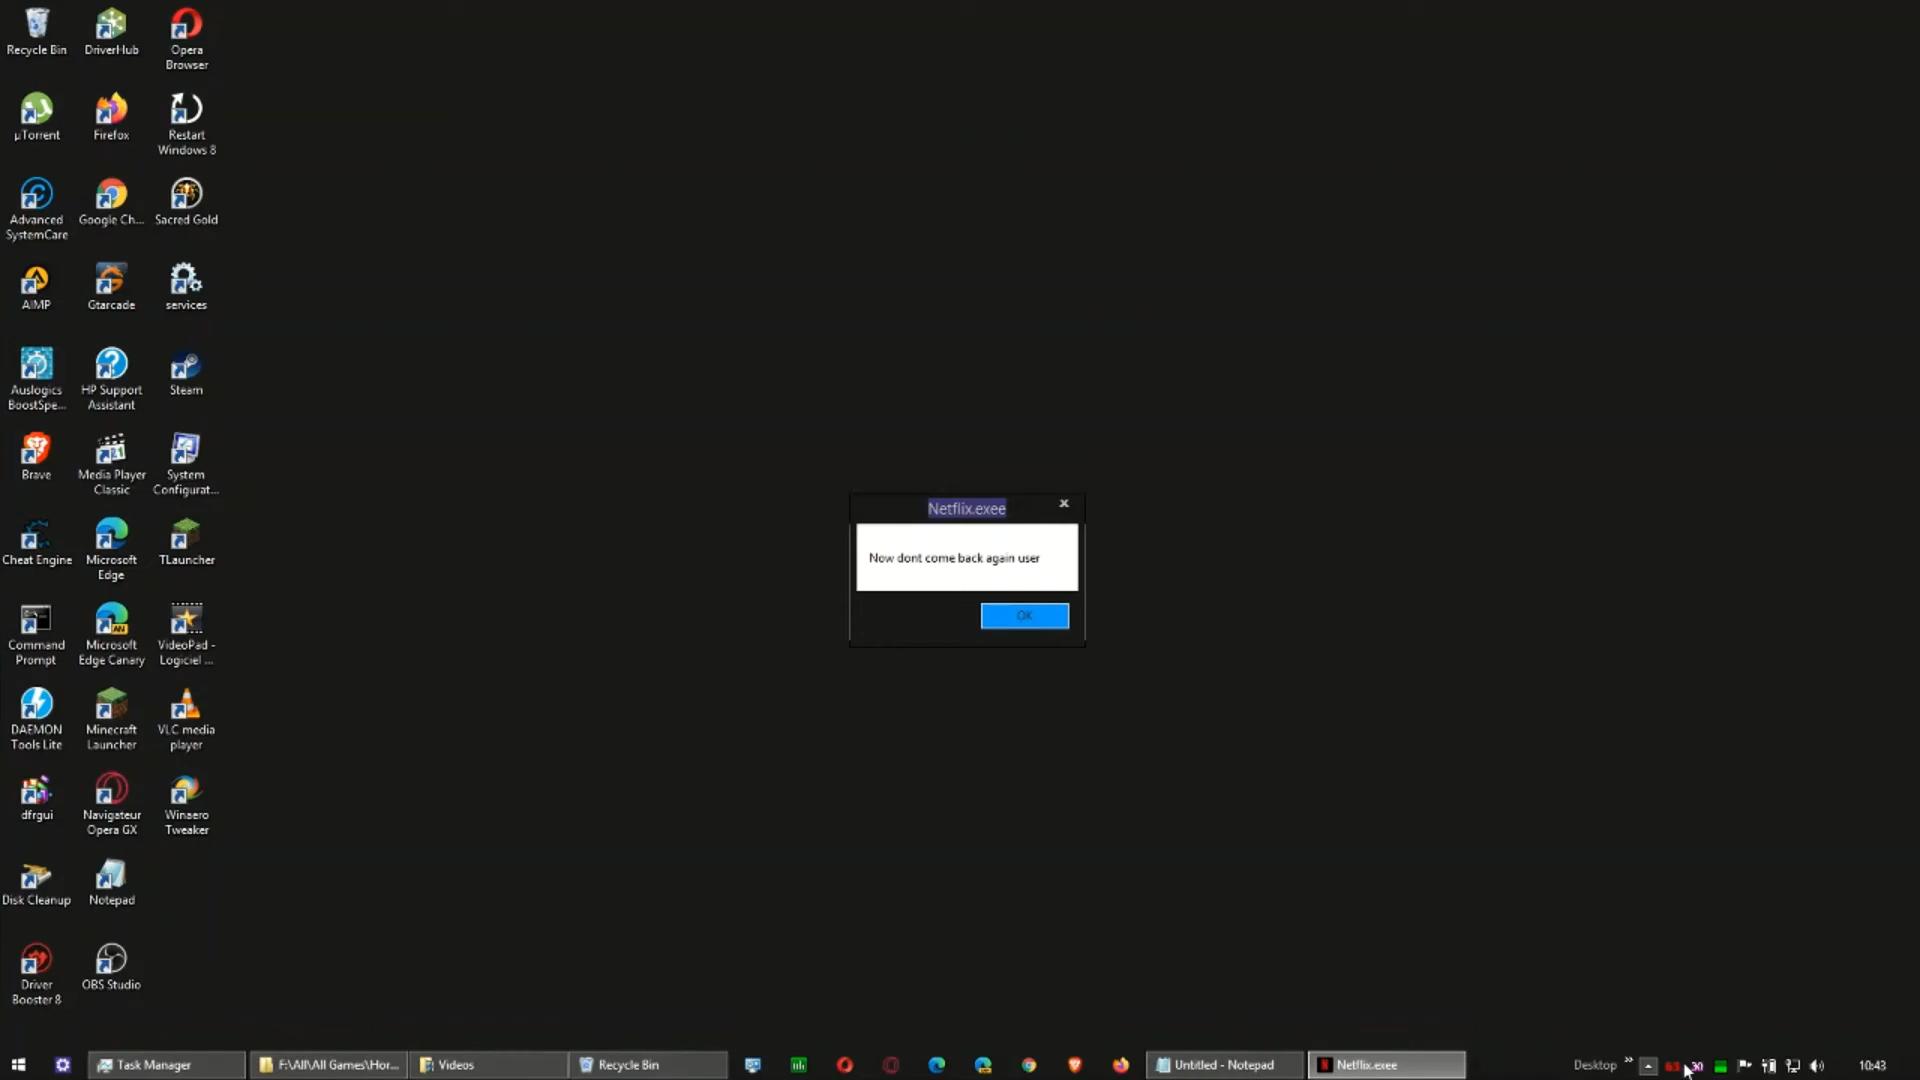 Recycle Bin
DriverHub
Opera
Browser
µTorrent
Firefox
Restart
Windows 8
Advanced
SystemCare
Google Ch...
Sacred Gold
AIMP
Gtarcade
services
Auslogics
BoostSpe...
HP Support
Assistant
Steam
Brave
Media Player
Classic
System
Configurat...
Cheat Engine
Microsoft
Edge
TLauncher
Command
Prompt
Microsoft
Edge Canary
VideoPad -
Logiciel ...
DAEMON
Tools Lite
Minecraft
Launcher
VLC media
player
dfrgui
Navigateur
Opera GX
Winaero
Tweaker
Disk Cleanup
Notepad
Driver
Booster 8
OBS Studio
Netflix.exee
Now dont come back again user
OK
Task Manager
F:\All\All Games\Hor...
Videos
Recycle Bin
Untitled - Notepad
Netflix.exee
Desktop
10:43